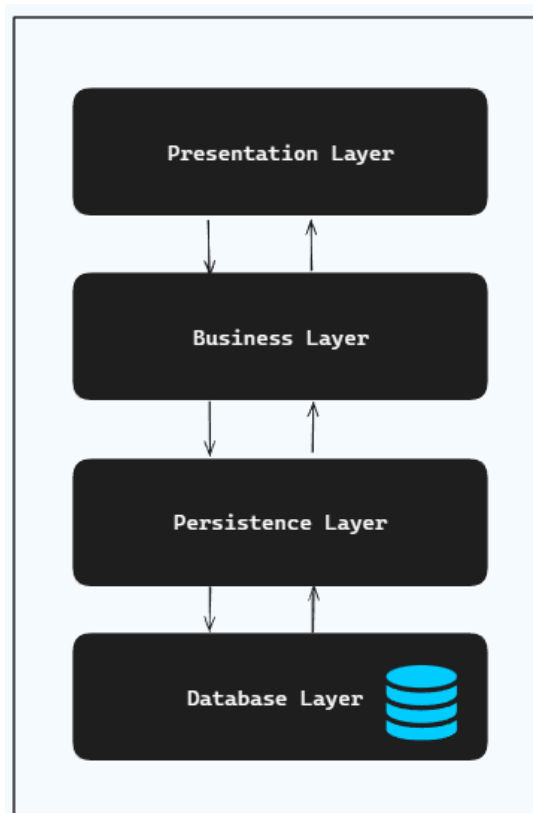 Presentation Layer
Business Layer
Persistence Layer
Database Layer